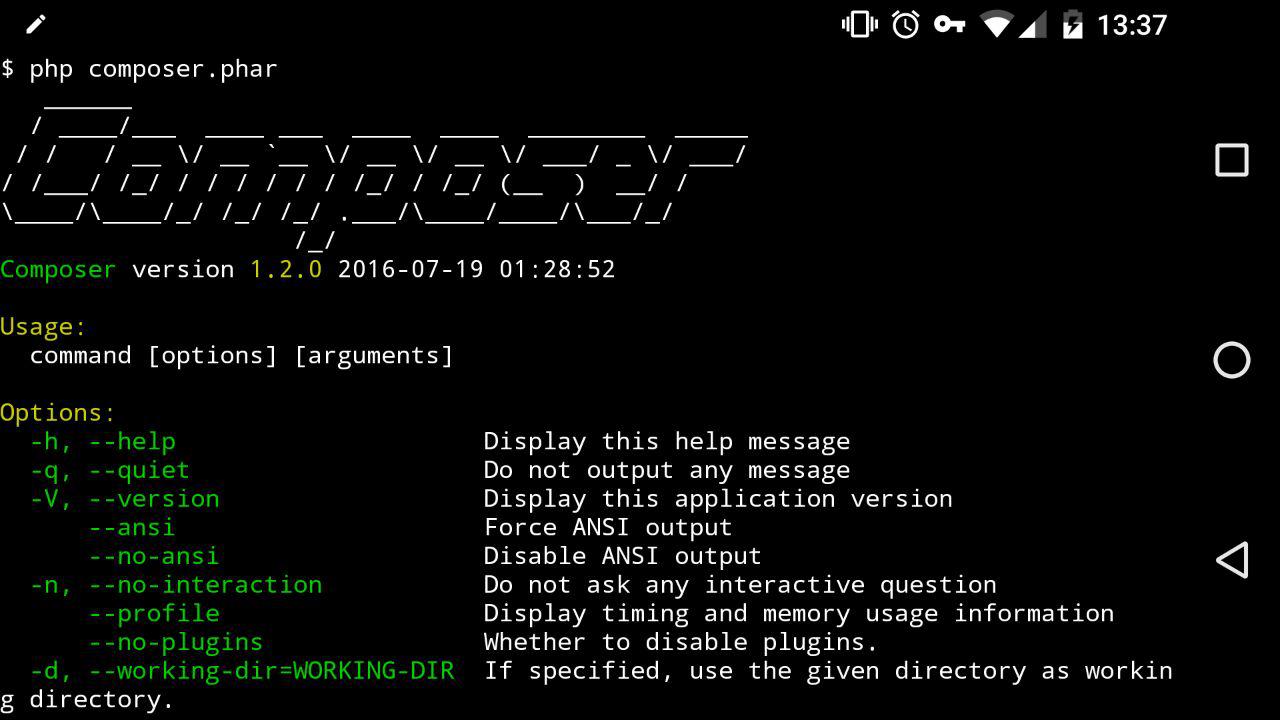 13:37
$ php composer.phar
   ______
  / ____/___  ____ ___  ____  ____  ________  _____
 / /   / __ \/ __ `__ \/ __ \/ __ \/ ___/ _ \/ ___/
/ /___/ /_/ / / / / / / /_/ / /_/ (__  )  __/ /
\____/\____/_/ /_/ /_/ .___/\____/____/\___/_/
                    /_/
Composer version 1.2.0 2016-07-19 01:28:52
Usage:
  command [options] [arguments]
Options:
  -h, --help                     Display this help message
  -q, --quiet                    Do not output any message
  -V, --version                  Display this application version
      --ansi                     Force ANSI output
      --no-ansi                  Disable ANSI output
  -n, --no-interaction           Do not ask any interactive question
      --profile                  Display timing and memory usage information
      --no-plugins               Whether to disable plugins.
  -d, --working-dir=WORKING-DIR  If specified, use the given directory as workin
g directory.